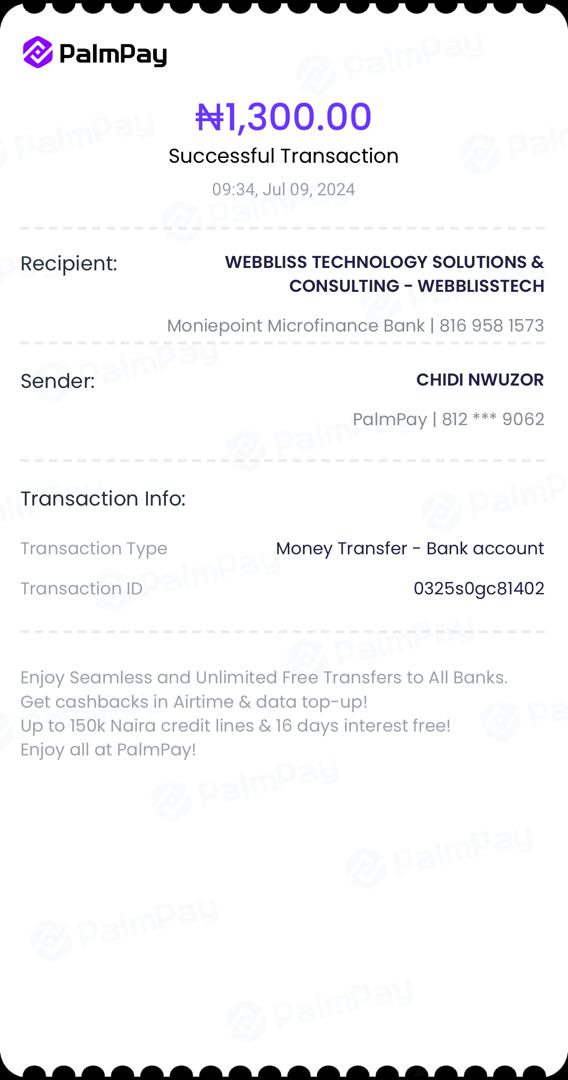 PalmPay
₦1,300.00
Successful Transaction
09:34, Jul 09, 2024
Recipient:
WEBBLISS TECHNOLOGY SOLUTIONS &
CONSULTING - WEBBLISSTECH
Moniepoint Microfinance Bank | 816 958 1573
Sender:
CHIDI NWUZOR
PalmPay | 812 *** 9062
Transaction Info:
Transaction Type
Money Transfer - Bank account
Transaction ID
0325s0gc81402
Enjoy Seamless and Unlimited Free Transfers to All Banks.
Get cashbacks in Airtime & data top-up!
Up to 150k Naira credit lines & 16 days interest free!
Enjoy all at PalmPay!